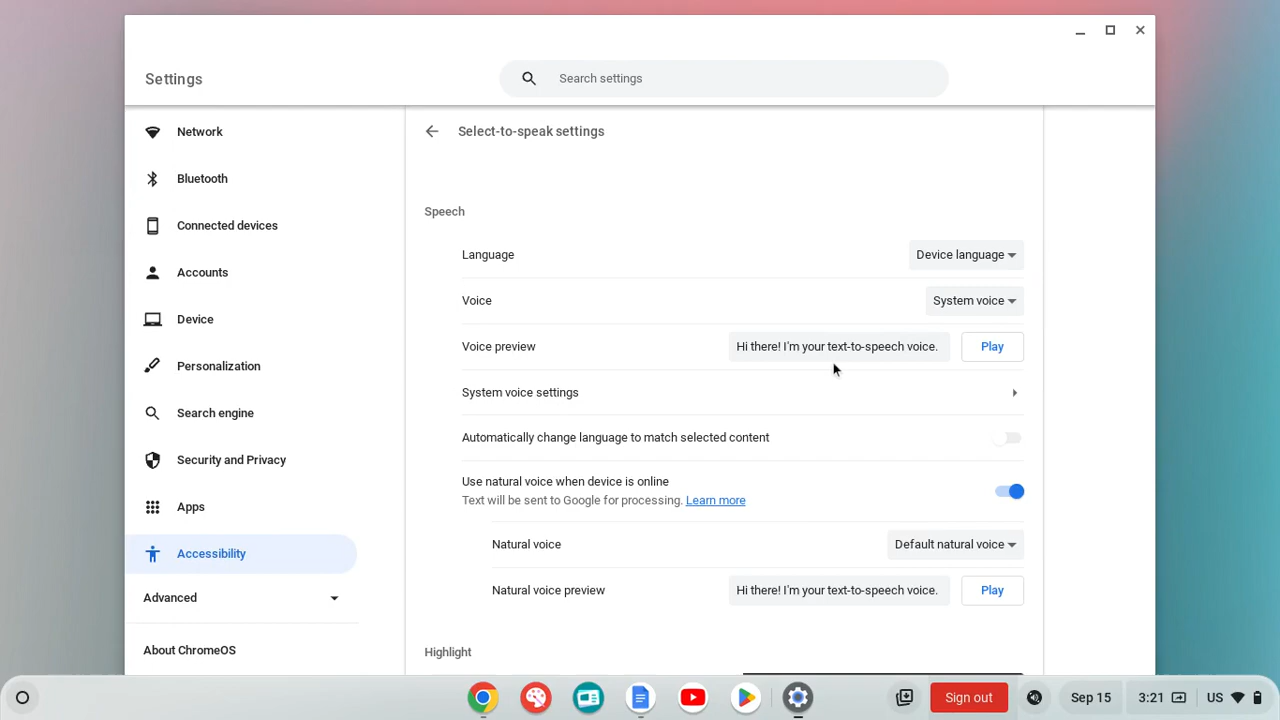 Settings
Search settings
Network
Bluetooth
Connected devices
Accounts
Device
Personalization
Search engine
Security and Privacy
Apps
Accessibility
Advanced
About ChromeOS
Select-to-speak settings
Speech
Language
Device language
Voice
System voice
Voice preview
Hi there! I'm your text-to-speech voice.
Play
System voice settings
Automatically change language to match selected content
Use natural voice when device is online
Text will be sent to Google for processing. Learn more
Natural voice
Default natural voice
Natural voice preview
Hi there! I'm your text-to-speech voice.
Play
Highlight
Sign out
Sep 15
3:21
US